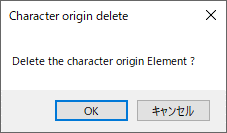 Character origin delete
Delete the character origin Element ?
OK
キャンセル